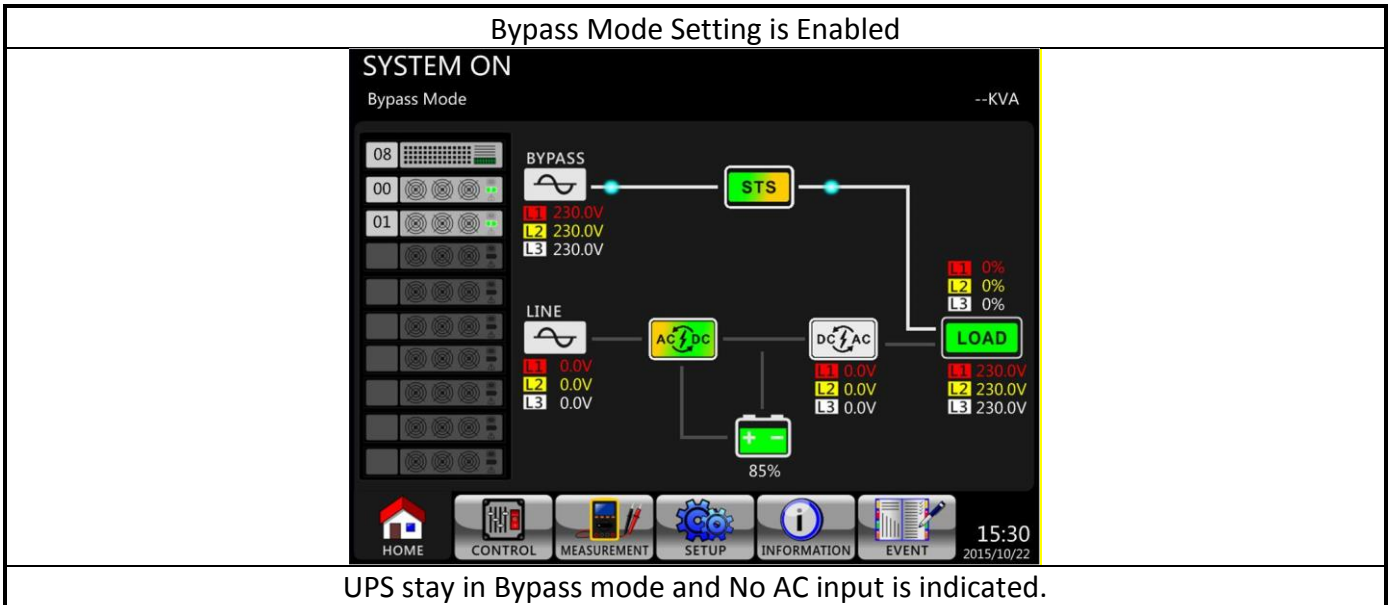 Bypass Mode Setting is Enabled
SYSTEM ON
Bypass Mode
--KVA
08
00
01
BYPASS
L1 230.0V
L2 230.0V
L3 230.0V
STS
L1 0%
L2 0%
L3 0%
LINE
AC DC
DC AC
LOAD
L1 0.0V
L2 0.0V
L3 0.0V
L1 0.0V
L2 0.0V
L3 0.0V
L1 230.0V
L2 230.0V
L3 230.0V
+ -
85%
HOME
CONTROL
MEASUREMENT
SETUP
i
INFORMATION
EVENT
15:30
2015/10/22
UPS stay in Bypass mode and No AC input is indicated.